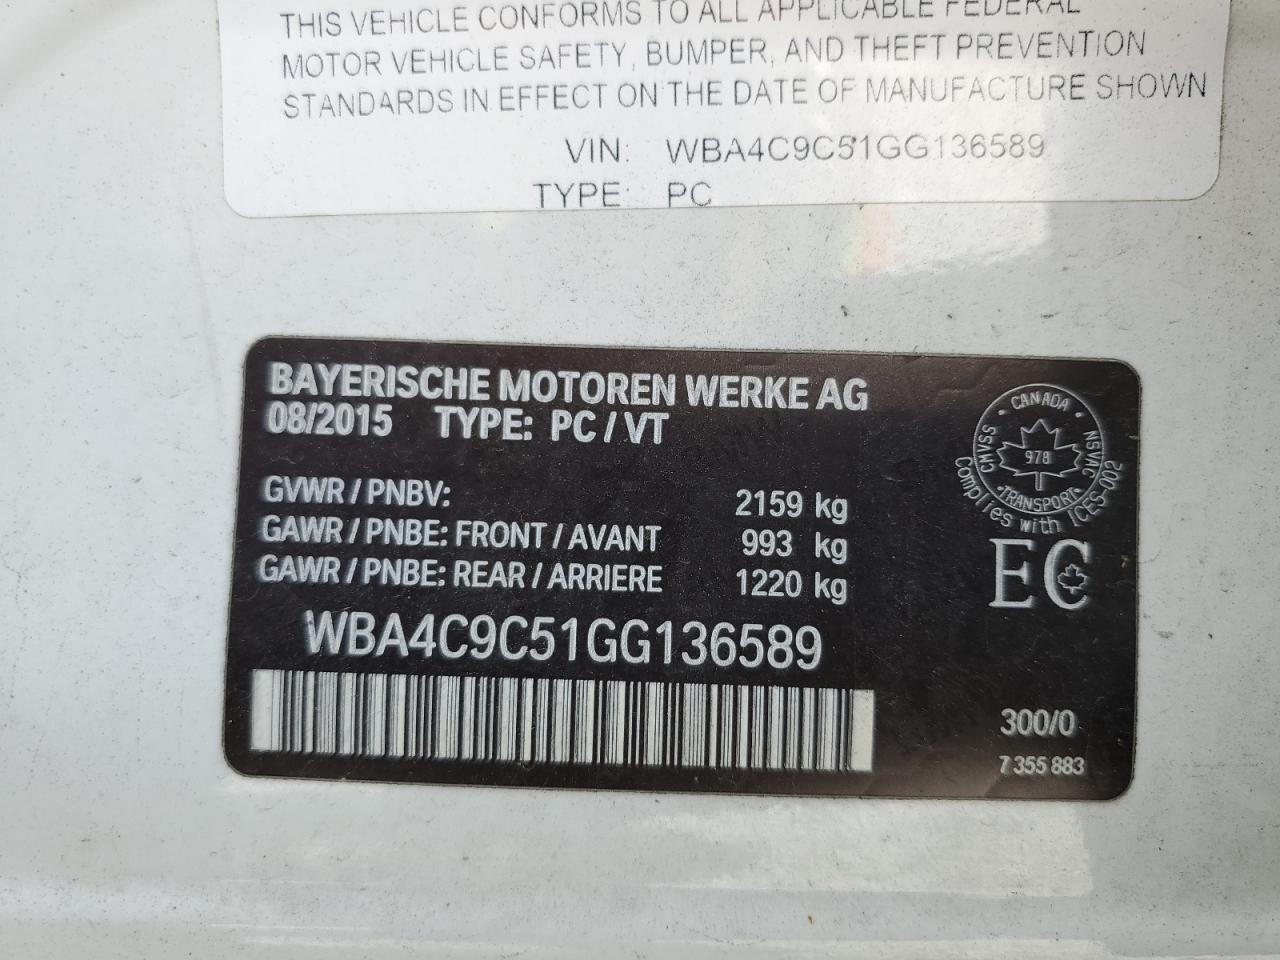 THIS VEHICLE CONFORMS TO ALL APPLICABLE FEDERAL
MOTOR VEHICLE SAFETY, BUMPER, AND THEFT PREVENTION
STANDARDS IN EFFECT ON THE DATE OF MANUFACTURE SHOWN
VIN: WBA4C9C51GG136589
TYPE: PC
BAYERISCHE MOTOREN WERKE AG
08/2015 TYPE: PC / VT
GVWR / PNBV: 2159 kg
GAWR / PNBE: FRONT / AVANT 993 kg
GAWR / PNBE: REAR / ARRIERE 1220 kg
WBA4C9C51GG136589
CANADA
CMVSS
NSVAC
978
TRANSPORT
Complies with ICES-002
EC
300/0
7 355 883